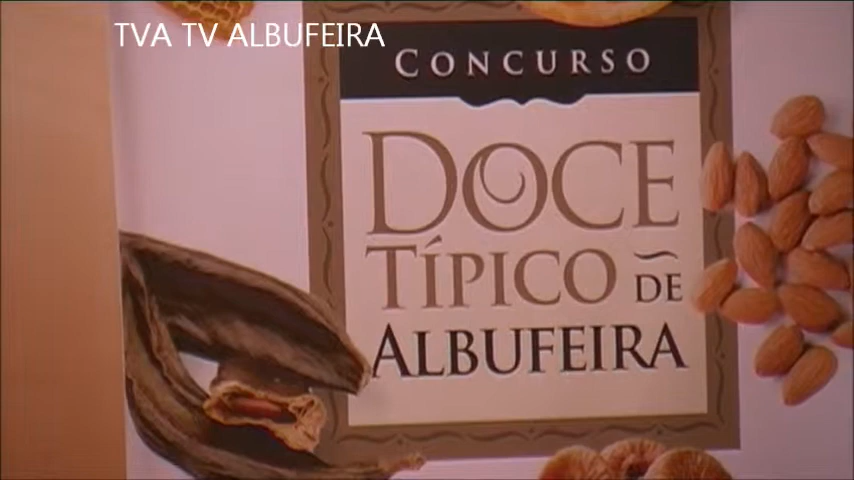 TVA TV ALBUFEIRA
CONCURSO
DOCE
TÍPICO DE
ALBUFEIRA